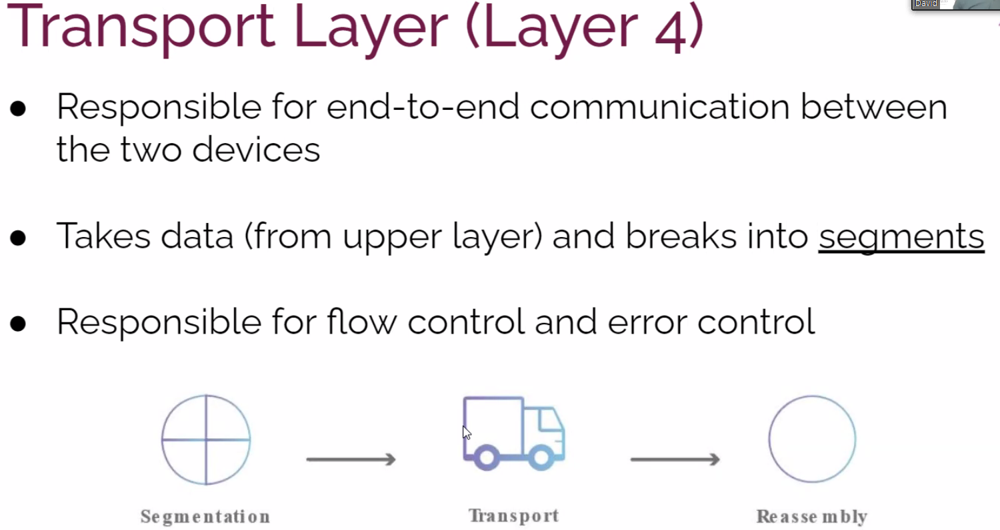 Transport Layer (Layer 4)
David
● Responsible for end-to-end communication between
the two devices
● Takes data (from upper layer) and breaks into segments
● Responsible for flow control and error control
Segmentation
Transport
Reassembly